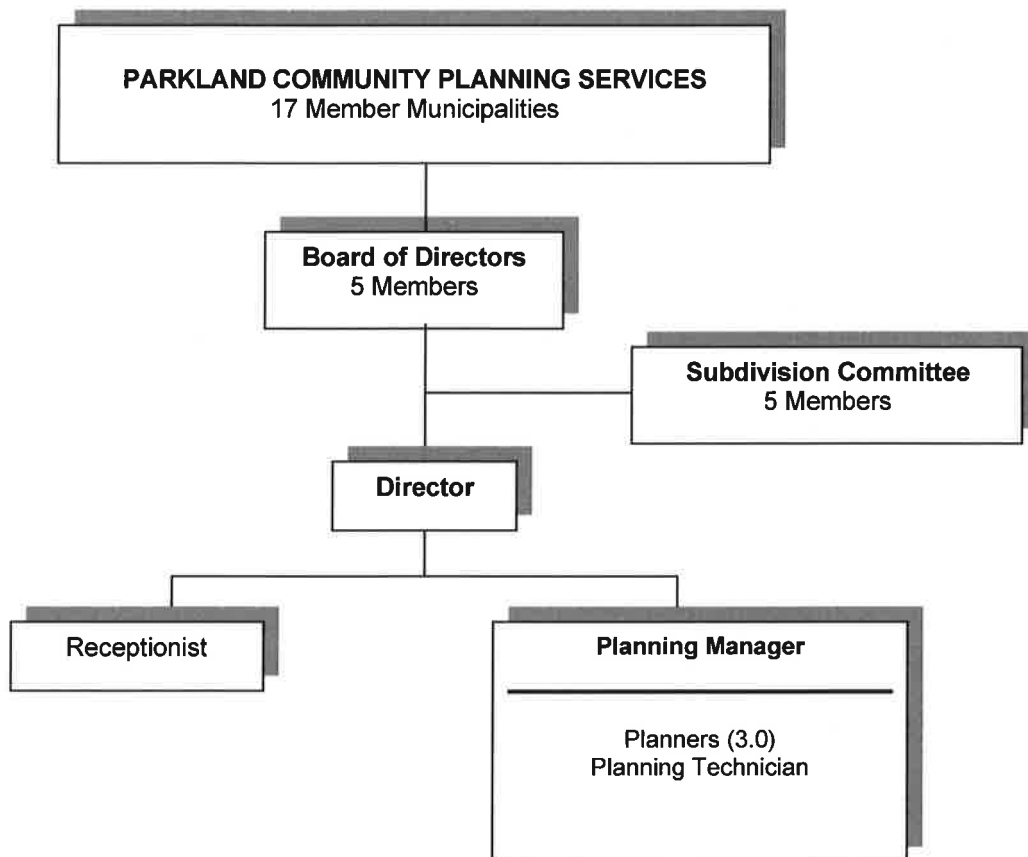 PARKLAND COMMUNITY PLANNING SERVICES
17 Member Municipalities
Board of Directors
5 Members
Subdivision Committee
5 Members
Director
Receptionist
Planning Manager
Planners (3.0)
Planning Technician